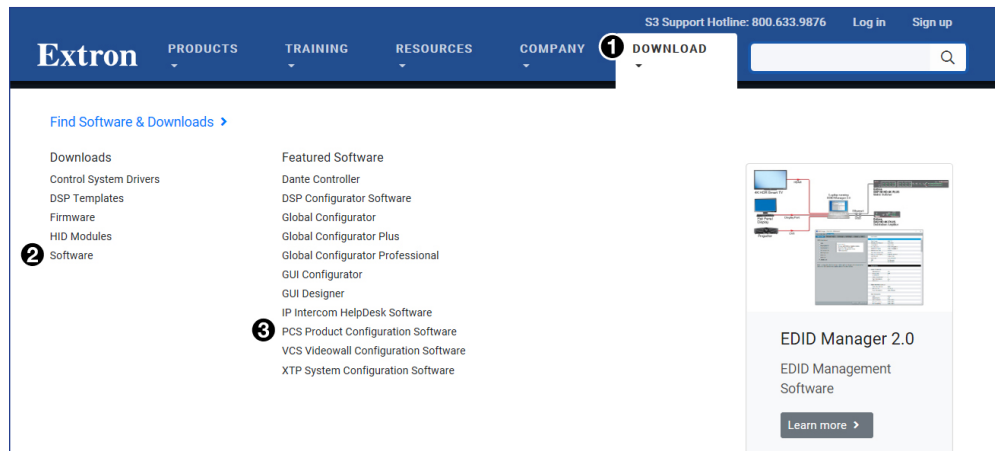 S3 Support Hotline: 800.633.9876 Log in Sign up
Extron PRODUCTS TRAINING RESOURCES COMPANY 1 DOWNLOAD
Find Software & Downloads >
Downloads
Control System Drivers
DSP Templates
Firmware
HID Modules
2 Software
Featured Software
Dante Controller
DSP Configurator Software
Global Configurator
Global Configurator Plus
Global Configurator Professional
GUI Configurator
GUI Designer
IP Intercom HelpDesk Software
3 PCS Product Configuration Software
VCS Videowall Configuration Software
XTP System Configuration Software
EDID Manager 2.0
EDID Management
Software
Learn more >